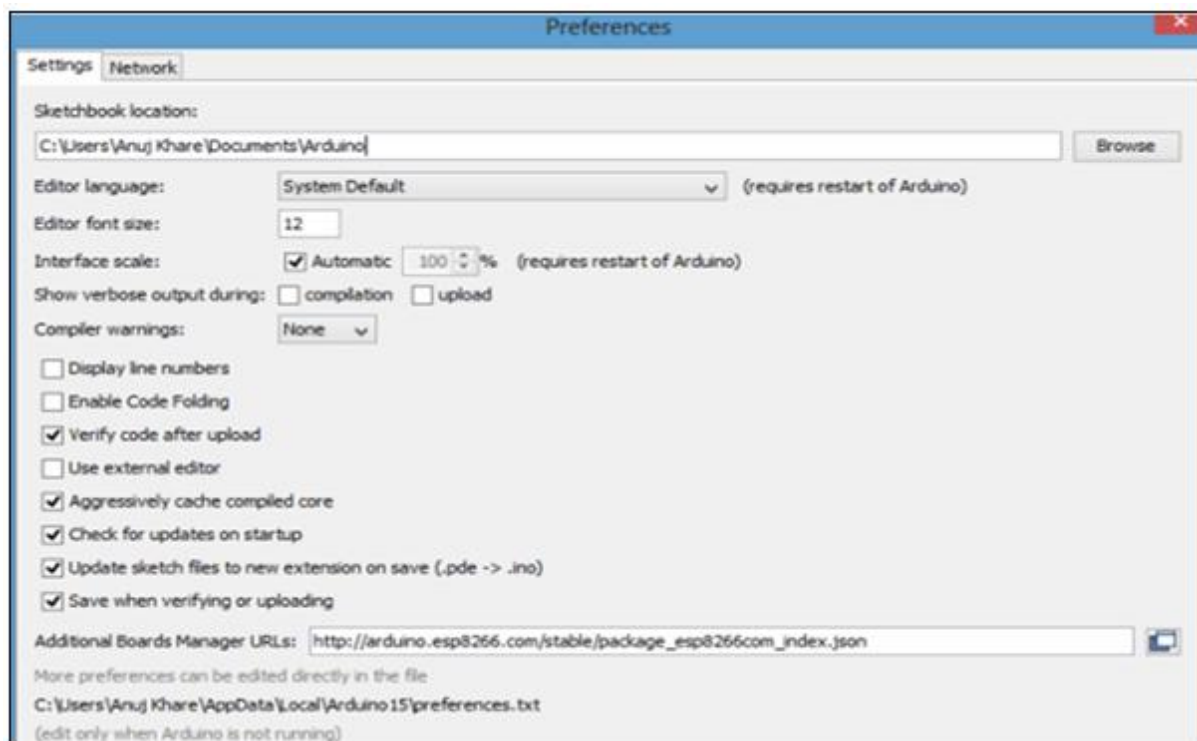 Preferences
Settings Network
Sketchbook location:
C:\Users\Anuj Khare\Documents\Arduino Browse
Editor language: System Default (requires restart of Arduino)
Editor font size: 12
Interface scale: Automatic 100 % (requires restart of Arduino)
Show verbose output during: compilation upload
Compiler warnings: None
Display line numbers
Enable Code Folding
Verify code after upload
Use external editor
Aggressively cache compiled core
Check for updates on startup
Update sketch files to new extension on save (.pde -> .ino)
Save when verifying or uploading
Additional Boards Manager URLs: http://arduino.esp8266.com/stable/package_esp8266com_index.json
More preferences can be edited directly in the file
C:\Users\Anuj Khare\AppData\Local\Arduino15\preferences.txt
(edit only when Arduino is not running)